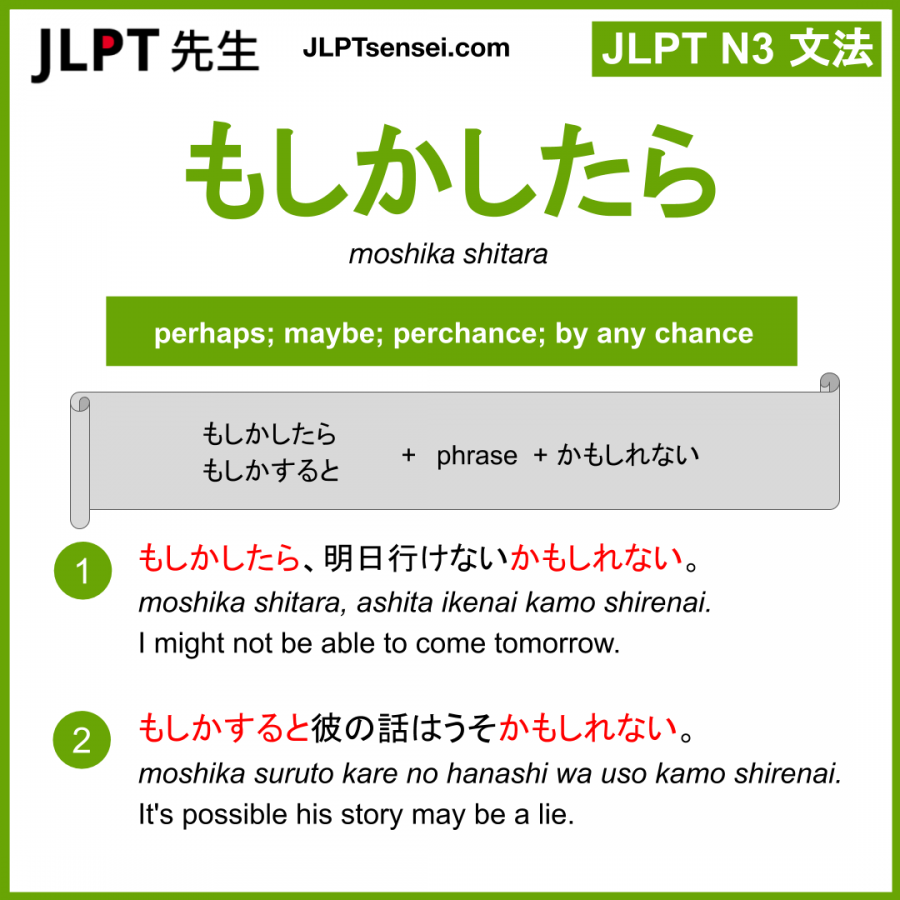 JLPT 先生
JLPTsensei.com
JLPT N3 文法
もしかしたら
moshika shitara
perhaps; maybe; perchance; by any chance
もしかしたら
もしかすると
+ phrase + かもしれない
1 もしかしたら、明日行けないかもしれない。
moshika shitara, ashita ikenai kamo shirenai.
I might not be able to come tomorrow.
2 もしかすると彼の話はうそかもしれない。
moshika suruto kare no hanashi wa uso kamo shirenai.
It's possible his story may be a lie.